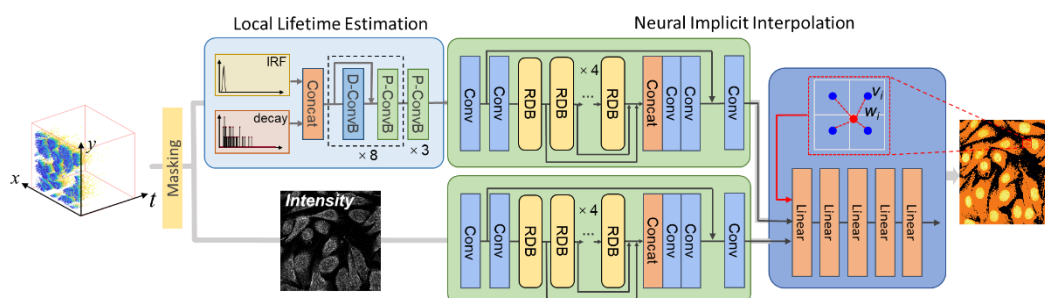 Local Lifetime Estimation
Neural Implicit Interpolation
x
y
t
Masking
IRF
decay
Concat
D-ConvB
P-ConvB
P-ConvB
× 8
× 3
Intensity
Conv
Conv
RDB
RDB
× 4
...
RDB
Concat
Conv
Conv
Conv
Conv
Conv
RDB
RDB
× 4
...
RDB
Concat
Conv
Conv
Conv
vi
wi
Linear
Linear
Linear
Linear
Linear